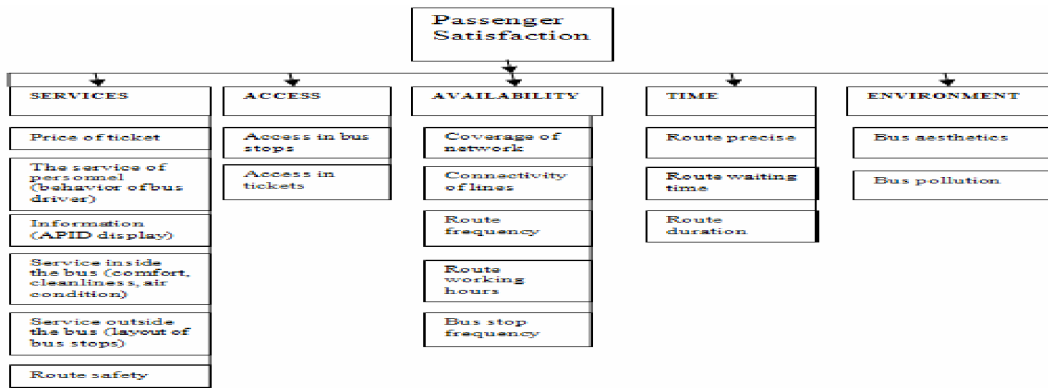 Passenger
Satisfaction
SERVICES
Price of ticket
The service of
personnel
(behavior of bus
driver)
Information
(APID display)
Service inside
the bus (comfort,
cleanliness, air
condition)
Service outside
the bus (layout of
bus stops)
Route safety
ACCESS
Access in bus
stops
Access in
tickets
AVAILABILITY
Coverage of
network
Connectivity
of lines
Route
frequency
Route
working
hours
Bus stop
frequency
TIME
Route precise
Route waiting
time
Route
duration
ENVIRONMENT
Bus aesthetics
Bus pollution